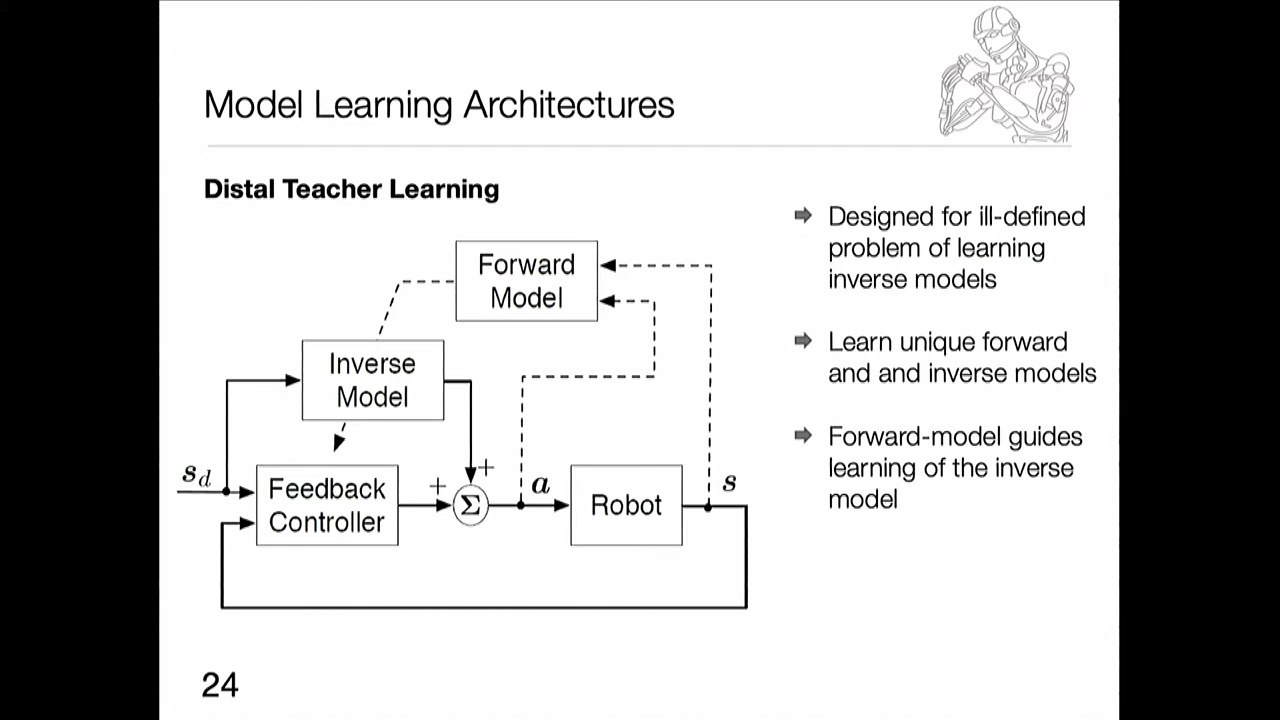 Model Learning Architectures
Distal Teacher Learning
Forward
Model
Inverse
Model
s_d
Feedback
Controller
+
+
Σ
a
Robot
s
Designed for ill-defined
problem of learning
inverse models
Learn unique forward
and and inverse models
Forward-model guides
learning of the inverse
model
24